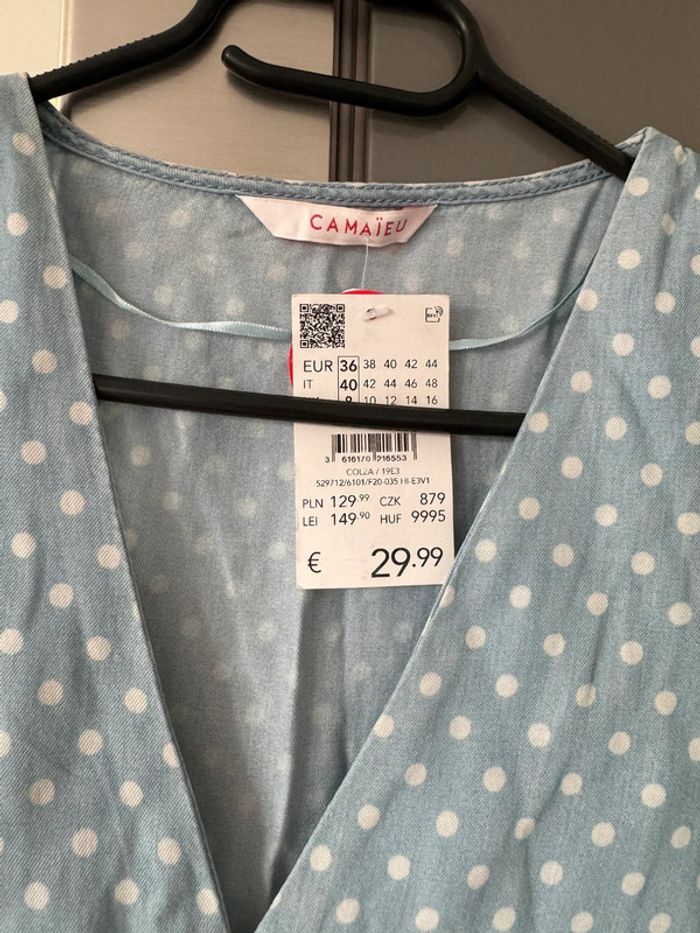 CAMAÏEU
EUR 36 38 40 42 44
IT 40 42 44 46 48
8 10 12 14 16
3 616170 216553
COLZA / 19E3
529712/6101/F20-035 HI-E3V1
PLN 129.99 CZK 879
LEI 149.90 HUF 9995
€ 29.99